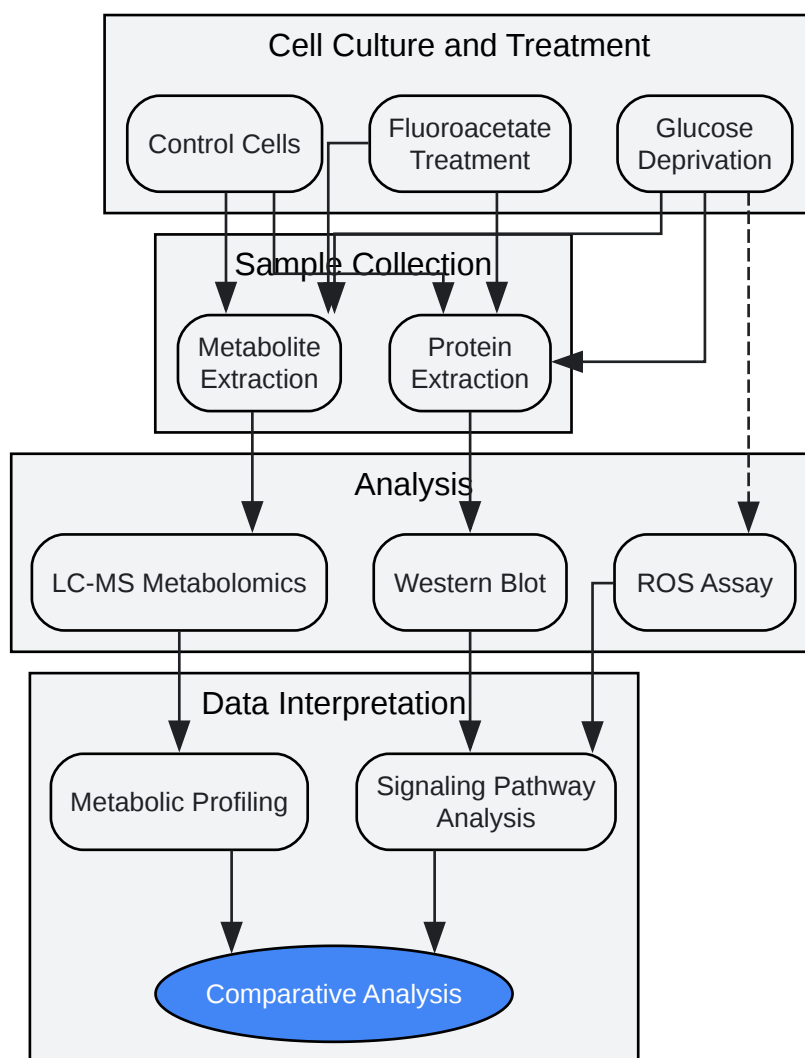 Cell Culture and Treatment
Control Cells
Fluoroacetate
Treatment
Glucose
Deprivation
Sample Collection
Metabolite
Extraction
Protein
Extraction
Analysis
LC-MS Metabolomics
Western Blot
ROS Assay
Data Interpretation
Metabolic Profiling
Signaling Pathway
Analysis
Comparative Analysis